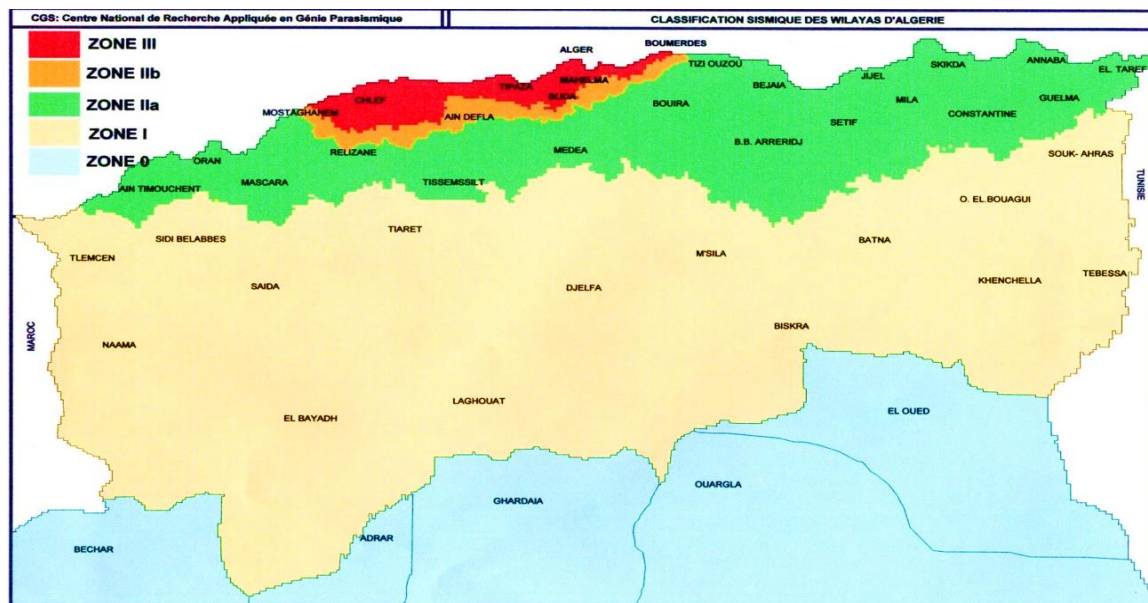 CGS: Centre National de Recherche Appliquée en Génie Parasismique
CLASSIFICATION SISMIQUE DES WILAYAS D'ALGERIE
ZONE III
ZONE IIb
ZONE IIa
ZONE I
ZONE 0
ALGER
BOUMERDES
TIZI OUZOU
BEJAIA
JIJEL
SKIKDA
ANNABA
EL. TAREF
MOSTAGHANEM
CHLEF
TIPAZA
MAHELMA
BLIDA
AIN DEFLA
BOUIRA
MILA
GUELMA
CONSTANTINE
SETIF
B.B. ARRERIDJ
SOUK- AHRAS
ORAN
RELIZANE
MEDEA
AIN TIMOUCHENT
MASCARA
TISSEMSSILT
O. EL.BOUAGUI
TUNISIE
SIDI BELABBES
TIARET
BATNA
TLEMCEN
M'SILA
SAIDA
DJELFA
KHENCHELLA
TEBESSA
MAROC
NAAMA
BISKRA
EL BAYADH
LAGHOUAT
EL OUED
GHARDAIA
OUARGLA
BECHAR
ADRAR